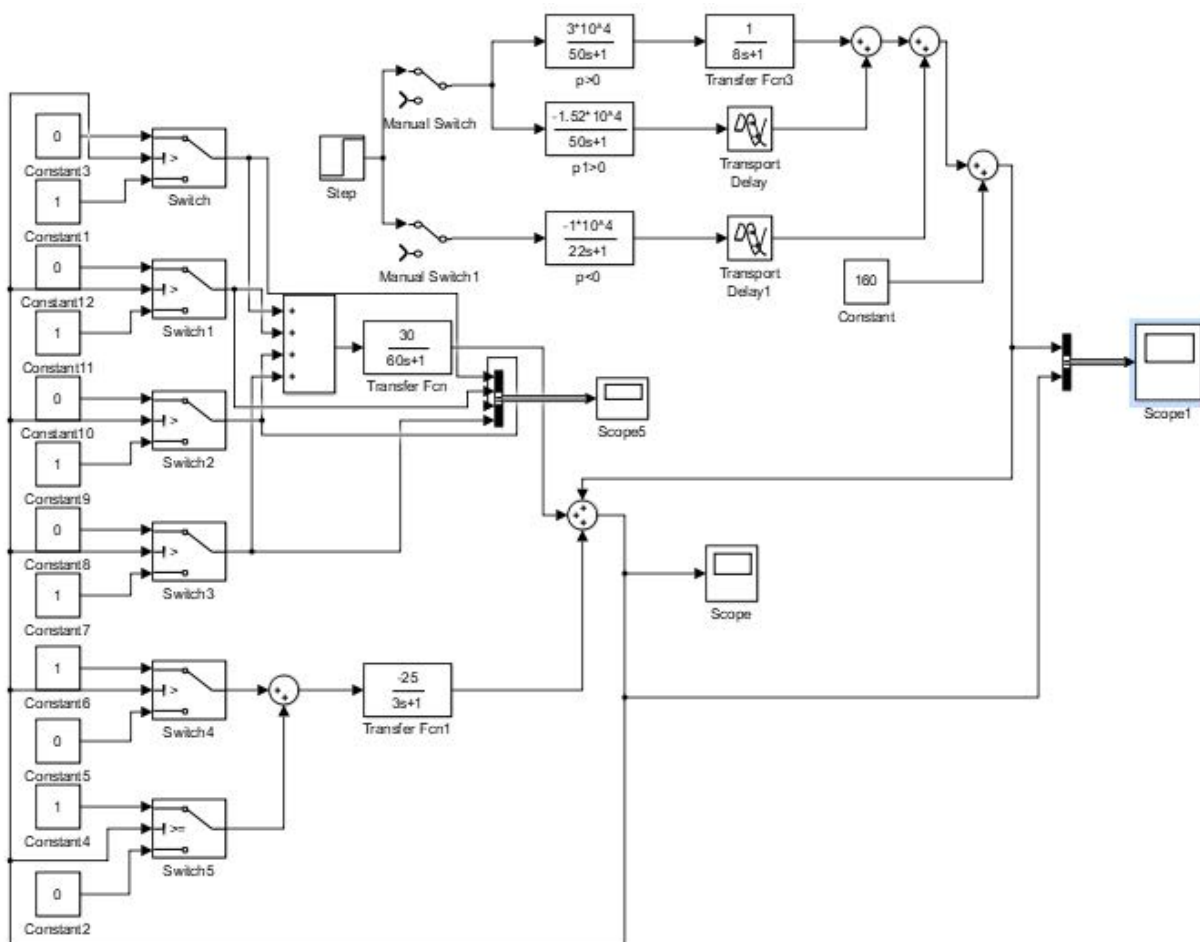 3*10^4
50s+1
p>0
1
8s+1
Transfer Fcn3
Manual Switch
-1.52*10^4
50s+1
p1>0
Transport
Delay
Step
Manual Switch1
-1*10^4
22s+1
p<0
Transport
Delay1
160
Constant
0
Constant3
>
Switch
1
Constant1
0
Constant12
>
Switch1
1
Constant11
0
Constant10
>
Switch2
1
Constant9
0
Constant8
>
Switch3
1
Constant7
1
Constant6
>
Switch4
0
Constant5
1
Constant4
>=
Switch5
0
Constant2
+
+
+
+
30
60s+1
Transfer Fcn
Scope5
-25
3s+1
Transfer Fcn1
Scope
Scope1